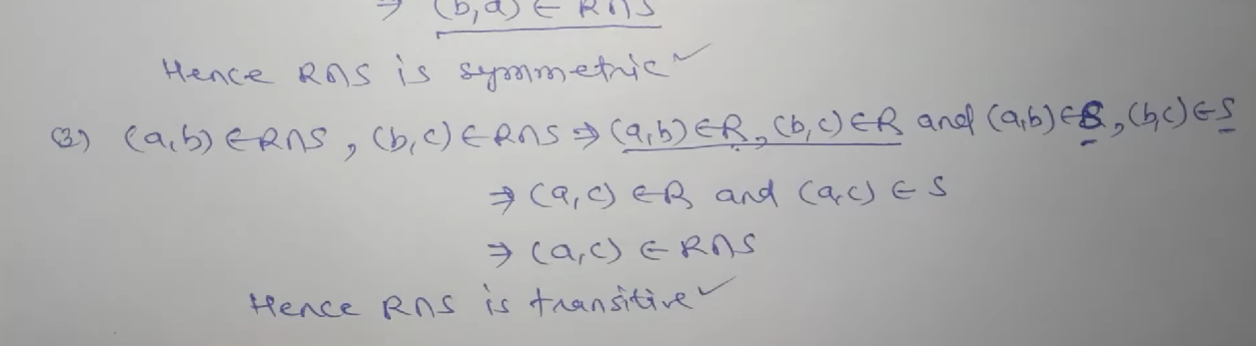 ⇒ (b,a) ∈ R∩S
Hence R∩S is symmetric ✓
(3) (a,b) ∈ R∩S, (b,c) ∈ R∩S ⇒ (a,b) ∈ R, (b,c) ∈ R and (a,b) ∈ S, (b,c) ∈ S
⇒ (a,c) ∈ R and (a,c) ∈ S
⇒ (a,c) ∈ R∩S
Hence R∩S is transitive ✓